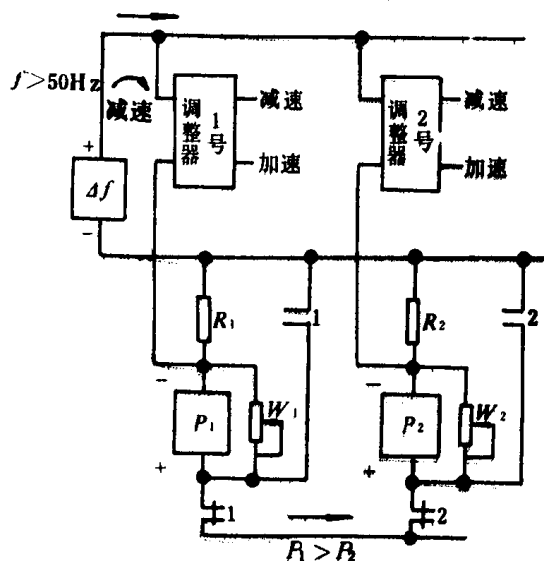 f>50Hz
减速
调整器
1号
减速
加速
调整器
2号
减速
加速
+
Δf
−
R₁
1
R₂
2
−
P₁
+
W₁
−
P₂
+
W₂
1
2
P₁>P₂